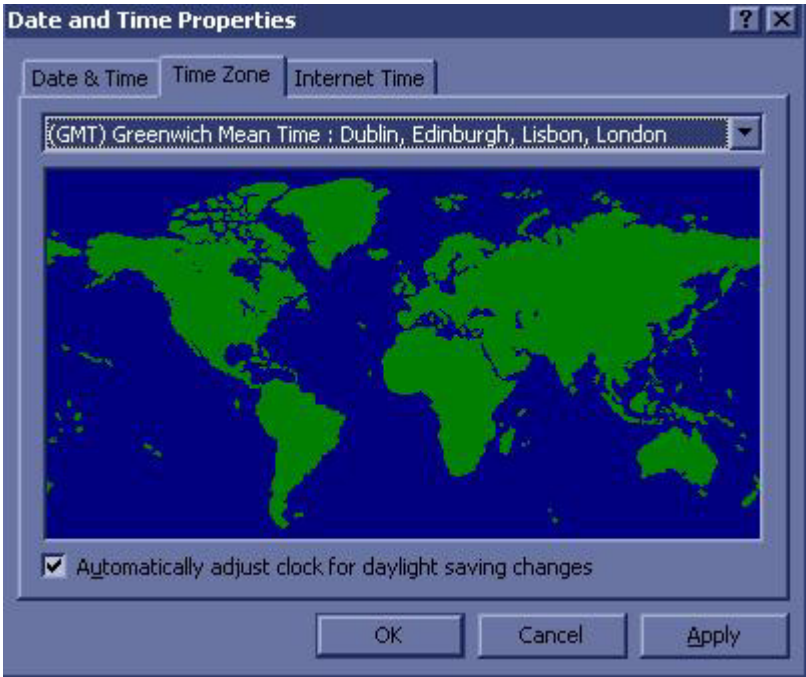 Date and Time Properties
Date & Time Time Zone Internet Time
(GMT) Greenwich Mean Time : Dublin, Edinburgh, Lisbon, London
Automatically adjust clock for daylight saving changes
OK Cancel Apply